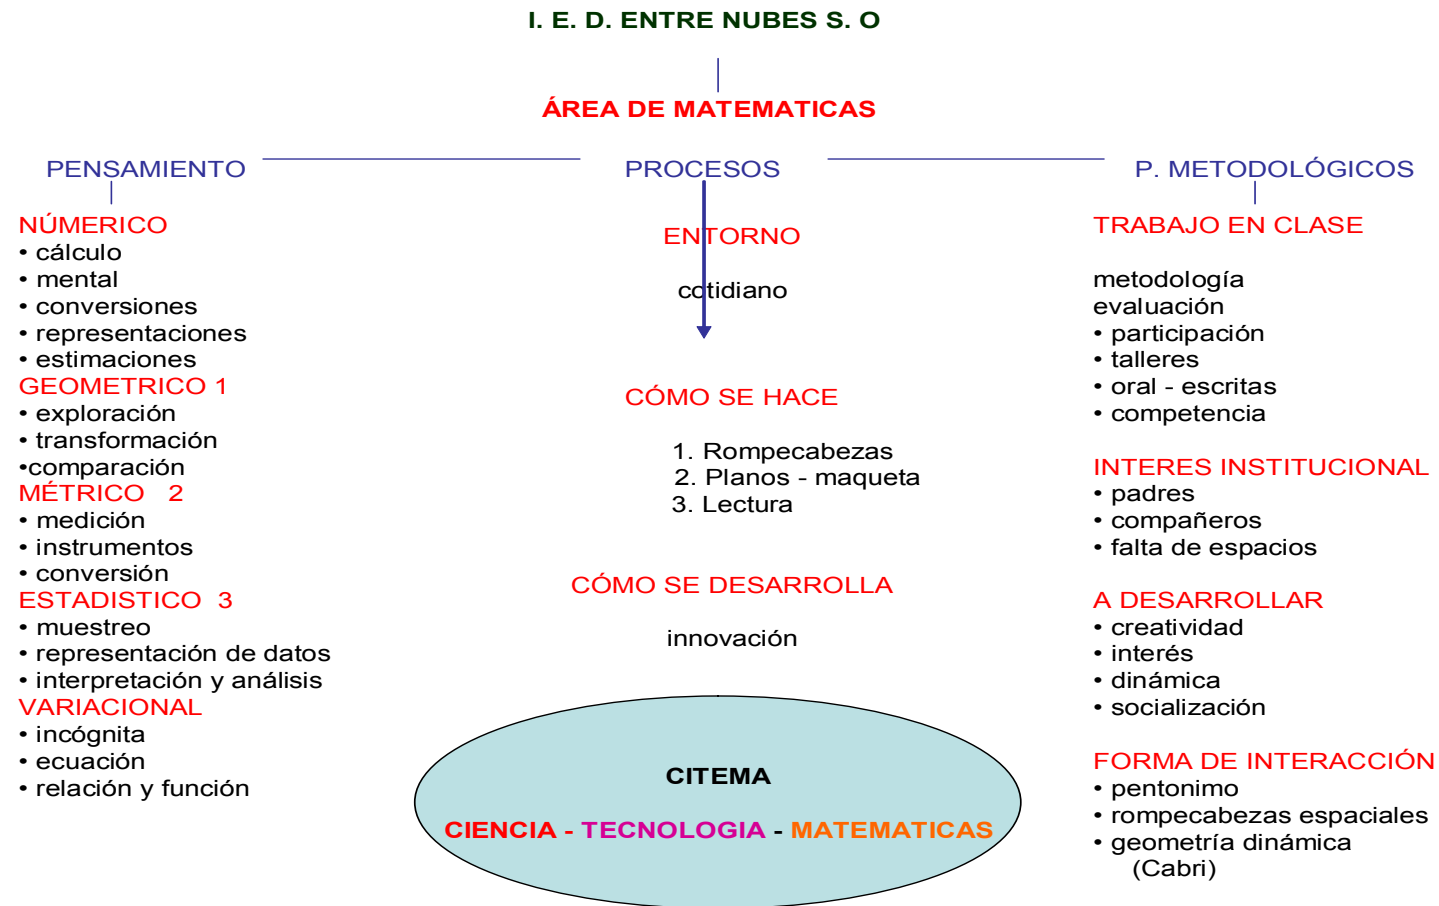 I. E. D. ENTRE NUBES S. O
ÁREA DE MATEMATICAS
PENSAMIENTO
NÚMERICO
• cálculo
• mental
• conversiones
• representaciones
• estimaciones
GEOMETRICO 1
• exploración
• transformación
•comparación
MÉTRICO 2
• medición
• instrumentos
• conversión
ESTADISTICO 3
• muestreo
• representación de datos
• interpretación y análisis
VARIACIONAL
• incógnita
• ecuación
• relación y función
PROCESOS
ENTORNO
cotidiano
CÓMO SE HACE
1. Rompecabezas
2. Planos - maqueta
3. Lectura
CÓMO SE DESARROLLA
innovación
CITEMA
CIENCIA - TECNOLOGIA - MATEMATICAS
P. METODOLÓGICOS
TRABAJO EN CLASE
metodología
evaluación
• participación
• talleres
• oral - escritas
• competencia
INTERES INSTITUCIONAL
• padres
• compañeros
• falta de espacios
A DESARROLLAR
• creatividad
• interés
• dinámica
• socialización
FORMA DE INTERACCIÓN
• pentonimo
• rompecabezas espaciales
• geometría dinámica
(Cabri)